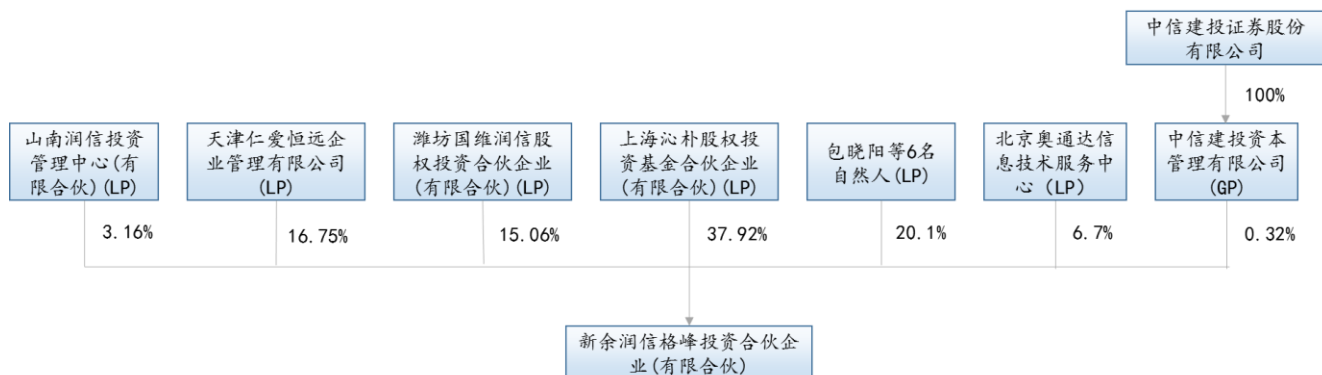 中信建投证券股份
有限公司
100%
山南润信投资
管理中心(有
限合伙)(LP)
天津仁爱恒远企
业管理有限公司
(LP)
潍坊国维润信股
权投资合伙企业
(有限合伙)(LP)
上海沁朴股权投
资基金合伙企业
(有限合伙)(LP)
包晓阳等6名
自然人(LP)
北京奥通达信
息技术服务中
心 (LP)
中信建投资本
管理有限公司
(GP)
3.16%
16.75%
15.06%
37.92%
20.1%
6.7%
0.32%
新余润信格峰投资合伙企
业(有限合伙)